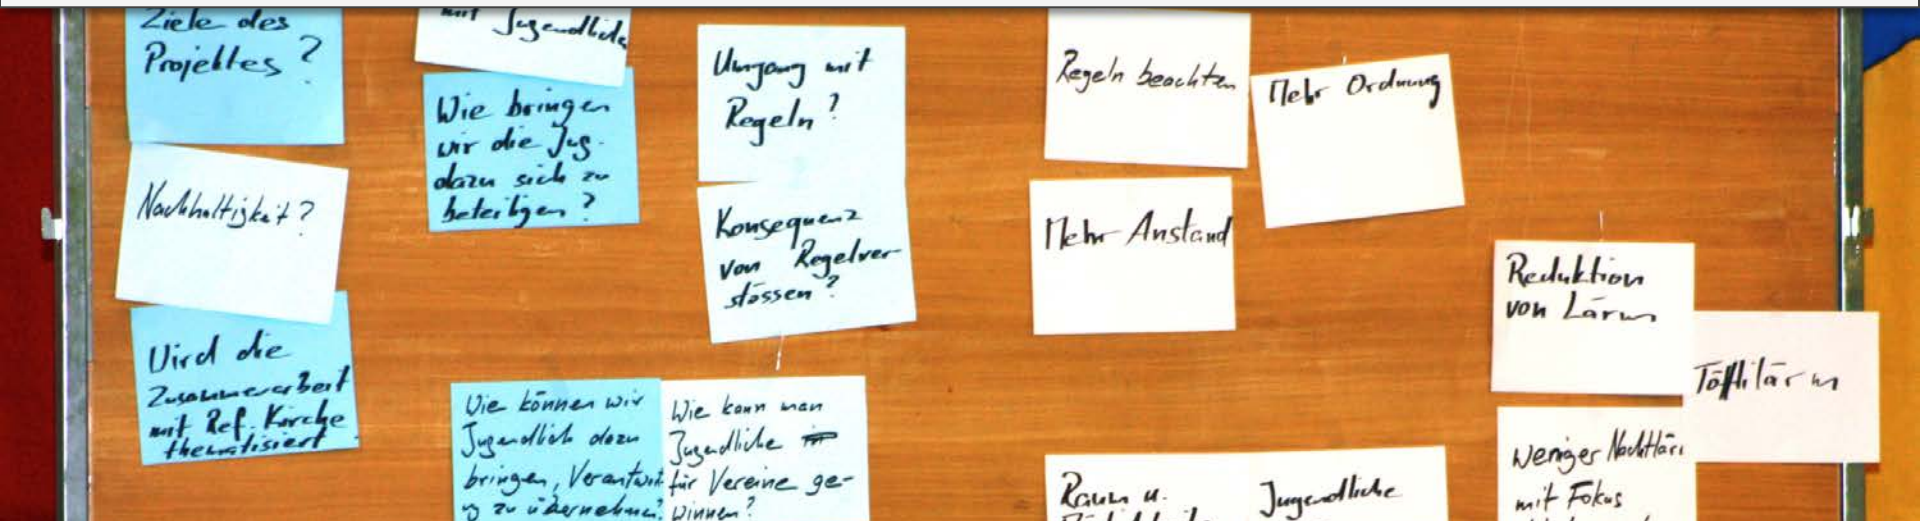 Ziele des
Projektes ?
Nachhaltigkeit ?
Wird die
Zusammenarbeit
mit Ref. Kirche
thematisiert
mit Jugendliche
Wie bringen
wir die Jug.
dazu sich zu
beteiligen ?
Wie können wir
Jugendlich dazu
bringen, Verantwort
g zu übernehmen?
Wie kann man
Jugendliche
für Vereine ge-
winnen?
Umgang mit
Regeln ?
Konsequenz
von Regelver-
stössen ?
Regeln beachten
Mehr Ordnung
Mehr Anstand
Raum u.
Jugendliche
Reduktion
von Lärm
Töfflilärm
weniger Nachtlärm
mit Fokus